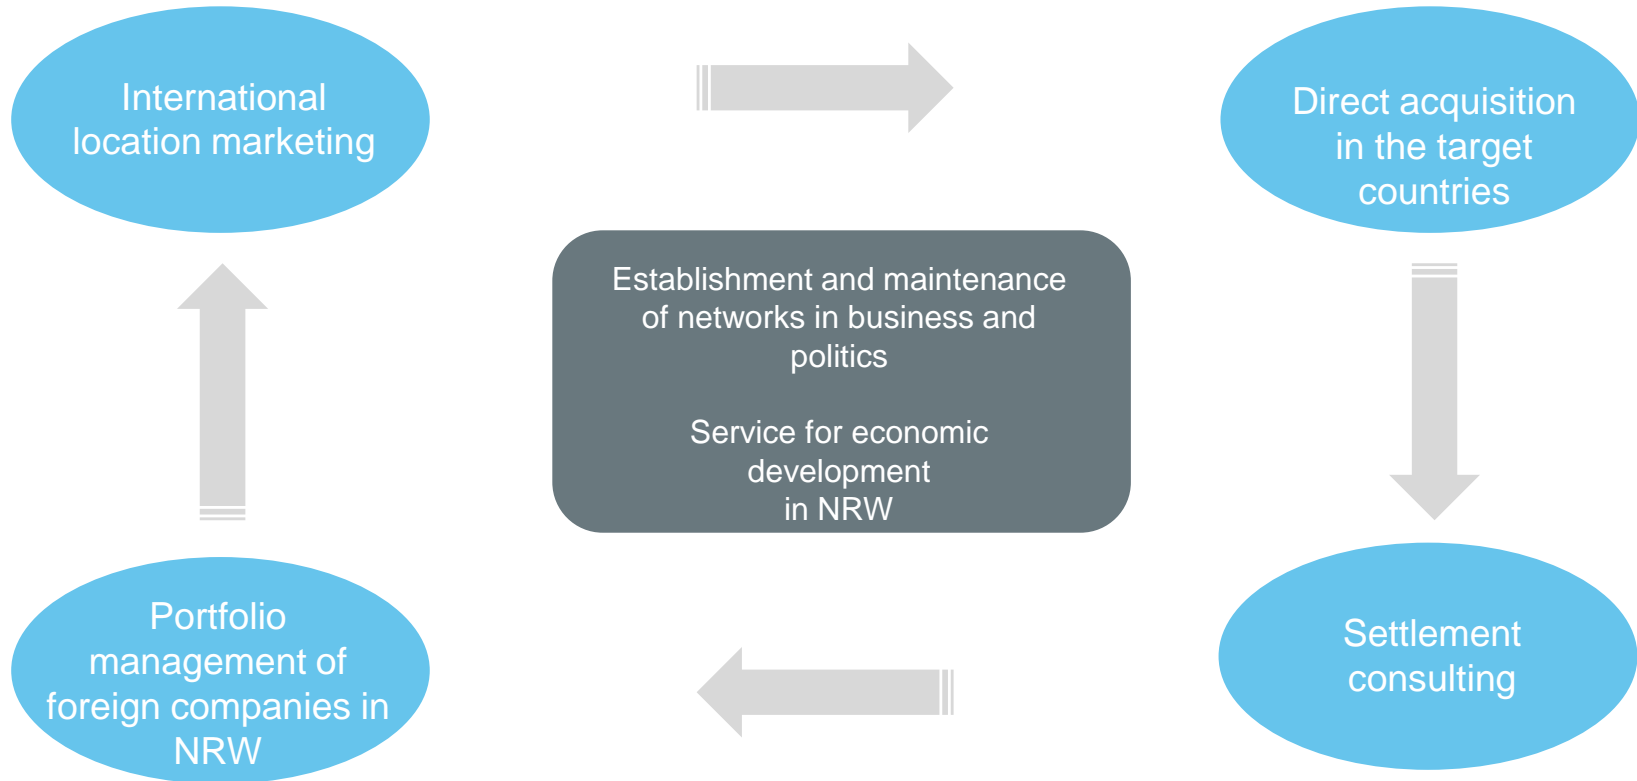 International
location marketing
Direct acquisition
in the target
countries
Establishment and maintenance
of networks in business and
politics
Service for economic
development
in NRW
Portfolio
management of
foreign companies in
NRW
Settlement
consulting